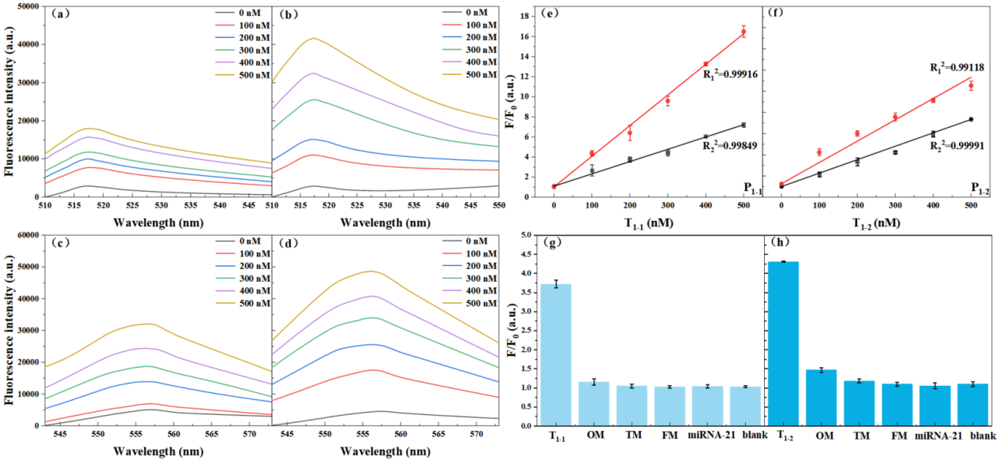 (a)
0 nM
100 nM
200 nM
300 nM
400 nM
500 nM
Fluorescence intensity (a.u.)
50000
40000
30000
20000
10000
0
510 515 520 525 530 535 540 545 510
Wavelength (nm)
(b)
0 nM
100 nM
200 nM
300 nM
400 nM
500 nM
515 520 525 530 535 540 545 550
Wavelength (nm)
(c)
0 nM
100 nM
200 nM
300 nM
400 nM
500 nM
Fluorescence intensity (a.u.)
60000
50000
40000
30000
20000
10000
0
545 550 555 560 565 570
Wavelength (nm)
(d)
0 nM
100 nM
200 nM
300 nM
400 nM
500 nM
545 550 555 560 565 570
Wavelength (nm)
(e)
F/F₀ (a.u.)
18
16
14
12
10
8
6
4
2
0
R₁²=0.99916
R₂²=0.99849
P₁₋₁
0 100 200 300 400 500
T₁₋₁ (nM)
(f)
R₁²=0.99118
R₂²=0.99991
P₁₋₂
0 100 200 300 400 500
T₁₋₂ (nM)
(g)
F/F₀ (a.u.)
5.0
4.5
4.0
3.5
3.0
2.5
2.0
1.5
1.0
0.5
0.0
T₁₋₁ OM TM FM miRNA-21 blank
(h)
T₁₋₂ OM TM FM miRNA-21 blank